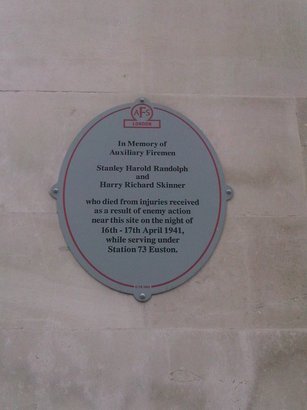 AFS
LONDON
In Memory of
Auxiliary Firemen
Stanley Harold Randolph
and
Harry Richard Skinner
who died from injuries received
as a result of enemy action
near this site on the night of
16th - 17th April 1941,
while serving under
Station 73 Euston.